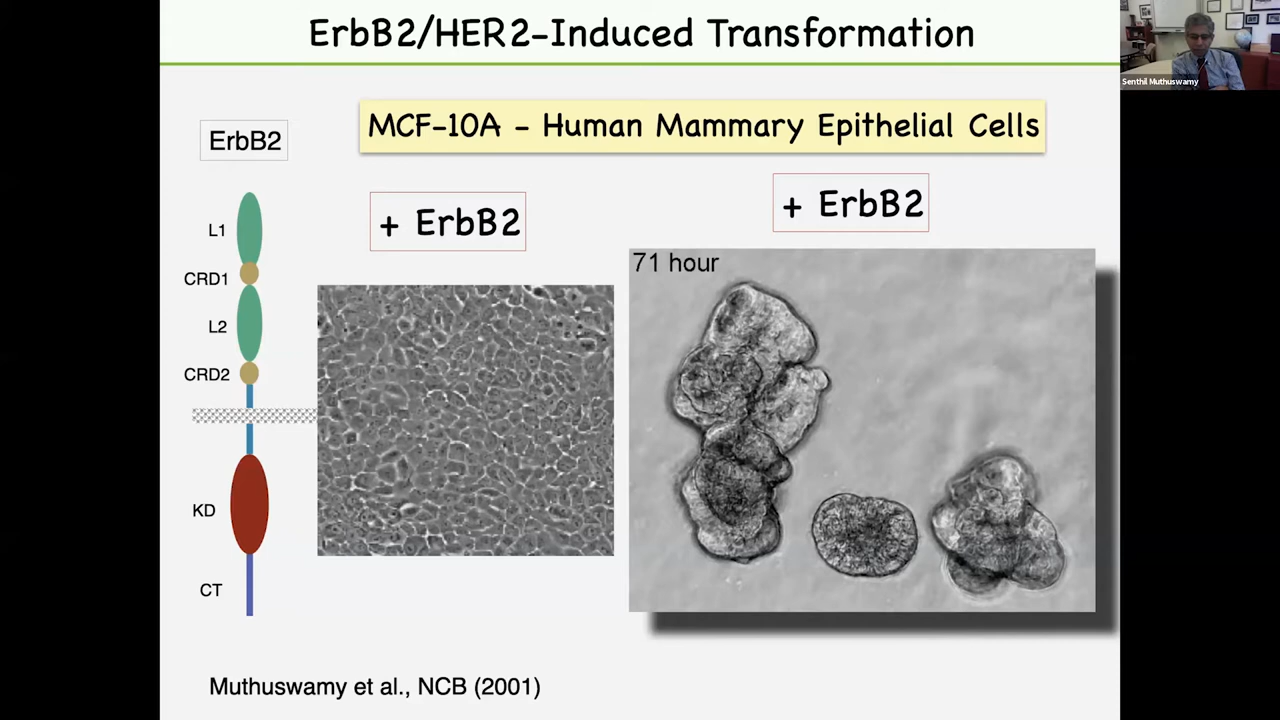 ErbB2/HER2-Induced Transformation
Senthil Muthuswamy
MCF-10A - Human Mammary Epithelial Cells
ErbB2
+ ErbB2
+ ErbB2
71 hour
L1
CRD1
L2
CRD2
KD
CT
Muthuswamy et al., NCB (2001)